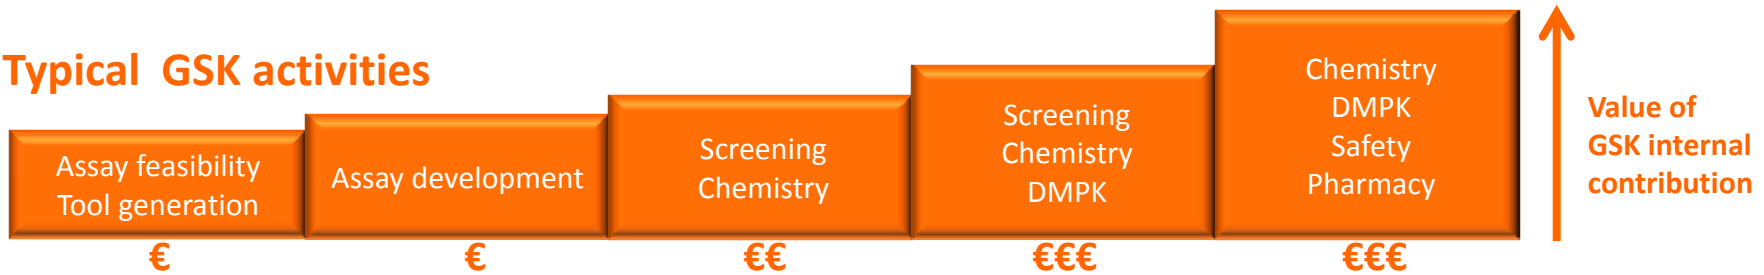 Typical GSK activities
Assay feasibility
Tool generation
€
Assay development
€
Screening
Chemistry
€€
Screening
Chemistry
DMPK
€€€
Chemistry
DMPK
Safety
Pharmacy
€€€
Value of
GSK internal
contribution